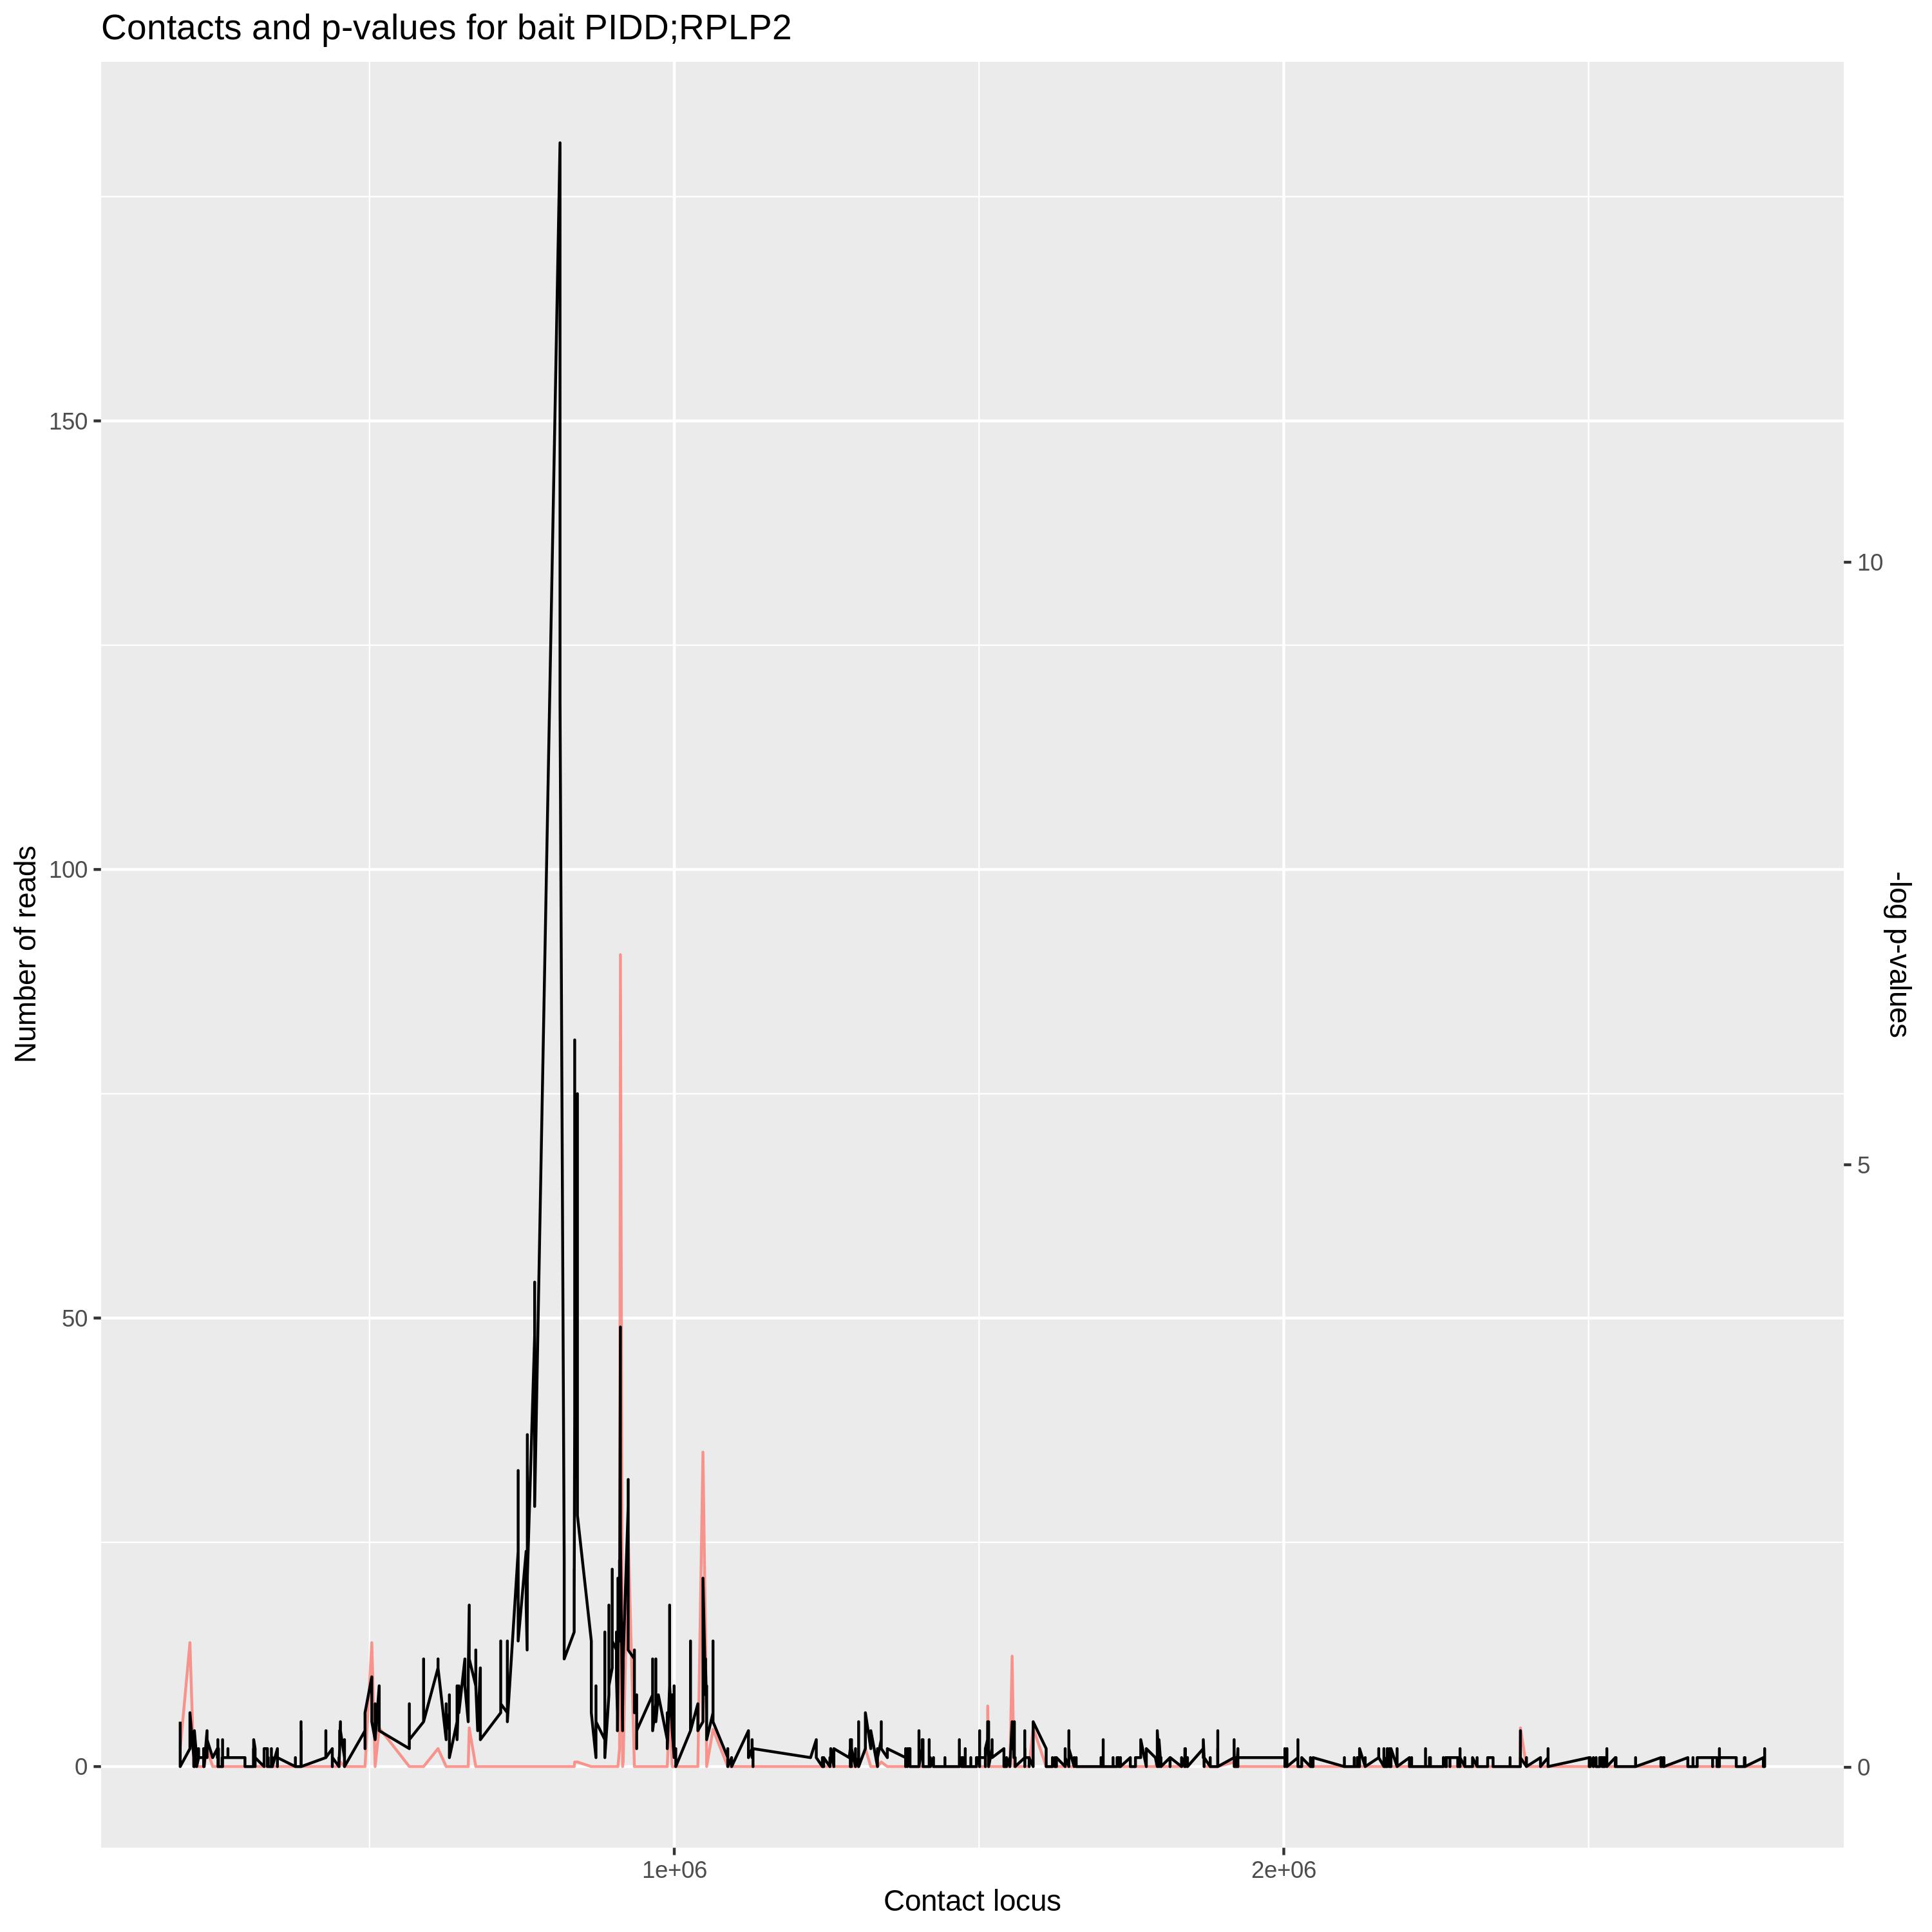 Contacts and p-values for bait PIDD;RPLP2
150
100
50
0
Number of reads
10
5
0
-log p-values
1e+06
2e+06
Contact locus